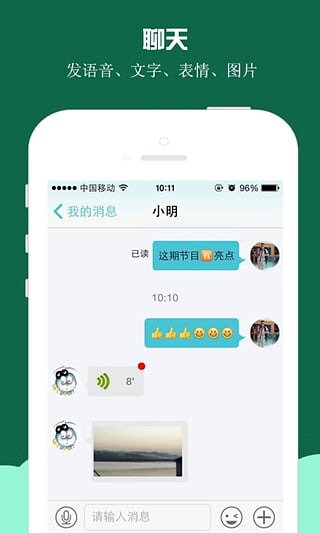 聊天
发语音、文字、表情、图片
中国移动 10:11 96%
我的消息 小明
已读 这期节目🈶亮点
10:10
👍👍👍😄😄😄
8'
请输入消息